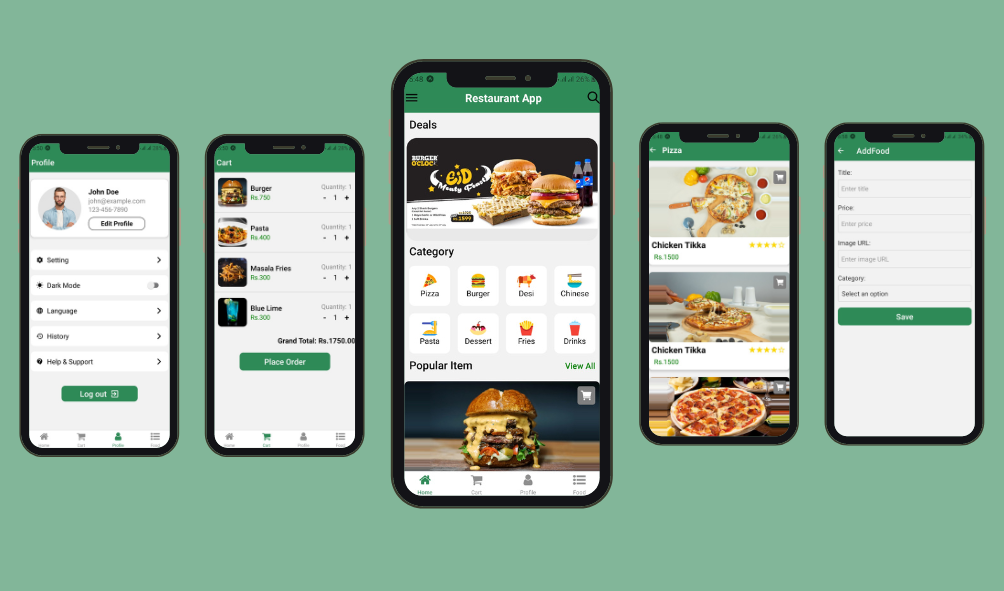 Profile
John Doe
john@example.com
123-456-7890
Edit Profile
Setting
Dark Mode
Language
History
Help & Support
Log out
Home Cart Profile Food
Cart
Burger Quantity: 1
Rs.750 - 1 +
Pasta Quantity: 1
Rs.400 - 1 +
Masala Fries Quantity: 1
Rs.300 - 1 +
Blue Lime Quantity: 1
Rs.300 - 1 +
Grand Total: Rs.1750.00
Place Order
Home Cart Profile Food
5:48 26%
Restaurant App
Deals
BURGER
O'CLOCK
EiD
Meaty Feast
Category
Pizza Burger Desi Chinese
Pasta Dessert Fries Drinks
Popular Item View All
Home Cart Profile Food
Pizza
Chicken Tikka
Rs.1500
Chicken Tikka
Rs.1500
AddFood
Title:
Enter title
Price:
Enter price
Image URL:
Enter image URL
Category:
Select an option
Save